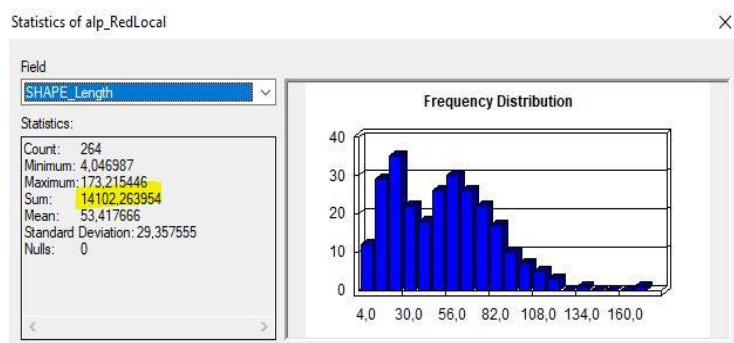 Statistics of alp_RedLocal
Field
SHAPE_Length
Statistics:
Count: 264
Minimum: 4,046987
Maximum: 173,215446
Sum: 14102,263954
Mean: 53,417666
Standard Deviation: 29,357555
Nulls: 0
Frequency Distribution
40
30
20
10
0
4,0 30,0 56,0 82,0 108,0 134,0 160,0